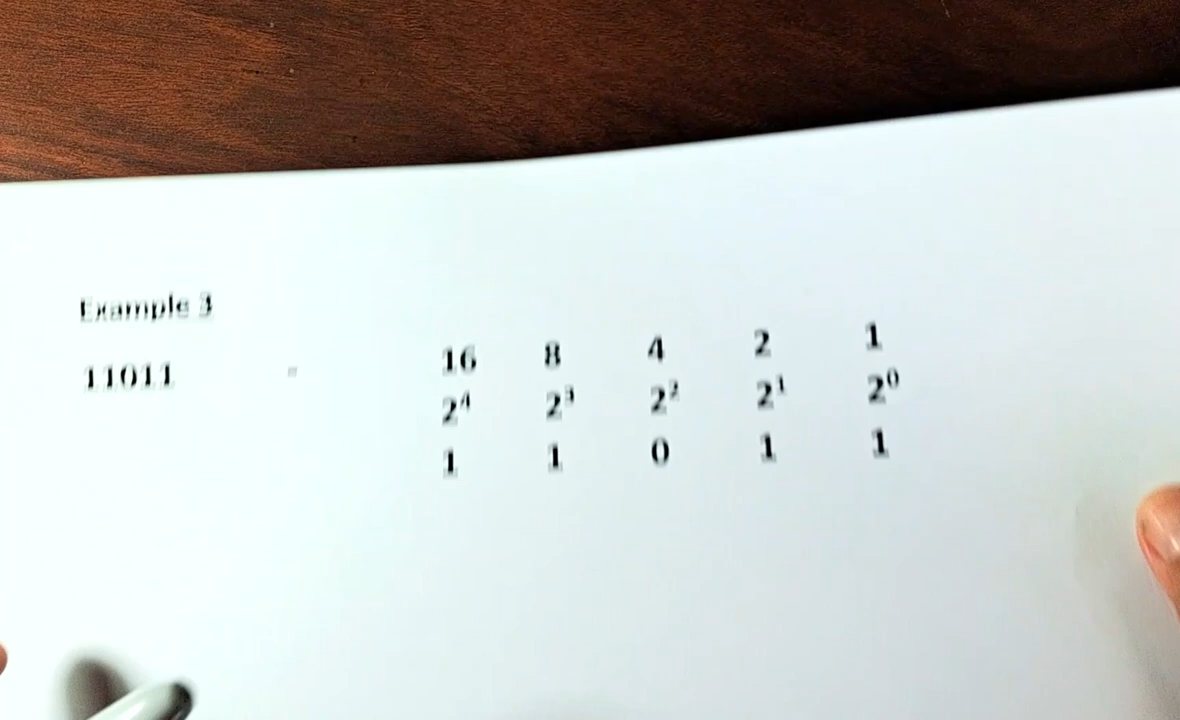 Example 3
16 8 4 2 1
11011 =
2⁴ 2³ 2² 2¹ 2⁰
1 1 0 1 1